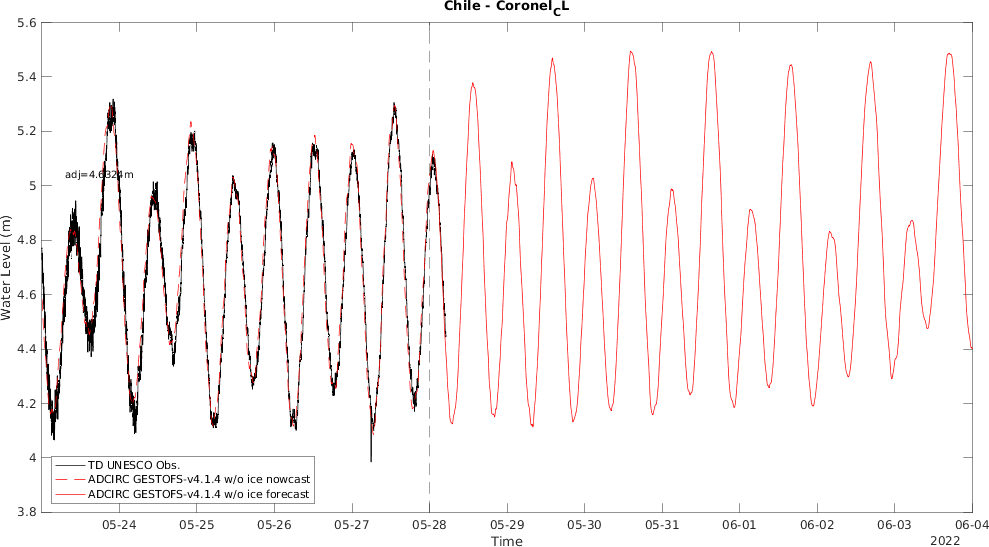 Chile - Coronel_CL
5.6
5.4
5.2
5
4.8
4.6
4.4
4.2
4
3.8
Water Level (m)
adj=4.6324m
TD UNESCO Obs.
ADCIRC GESTOFS-v4.1.4 w/o ice nowcast
ADCIRC GESTOFS-v4.1.4 w/o ice forecast
05-24 05-25 05-26 05-27 05-28 05-29 05-30 05-31 06-01 06-02 06-03 06-04
Time
2022